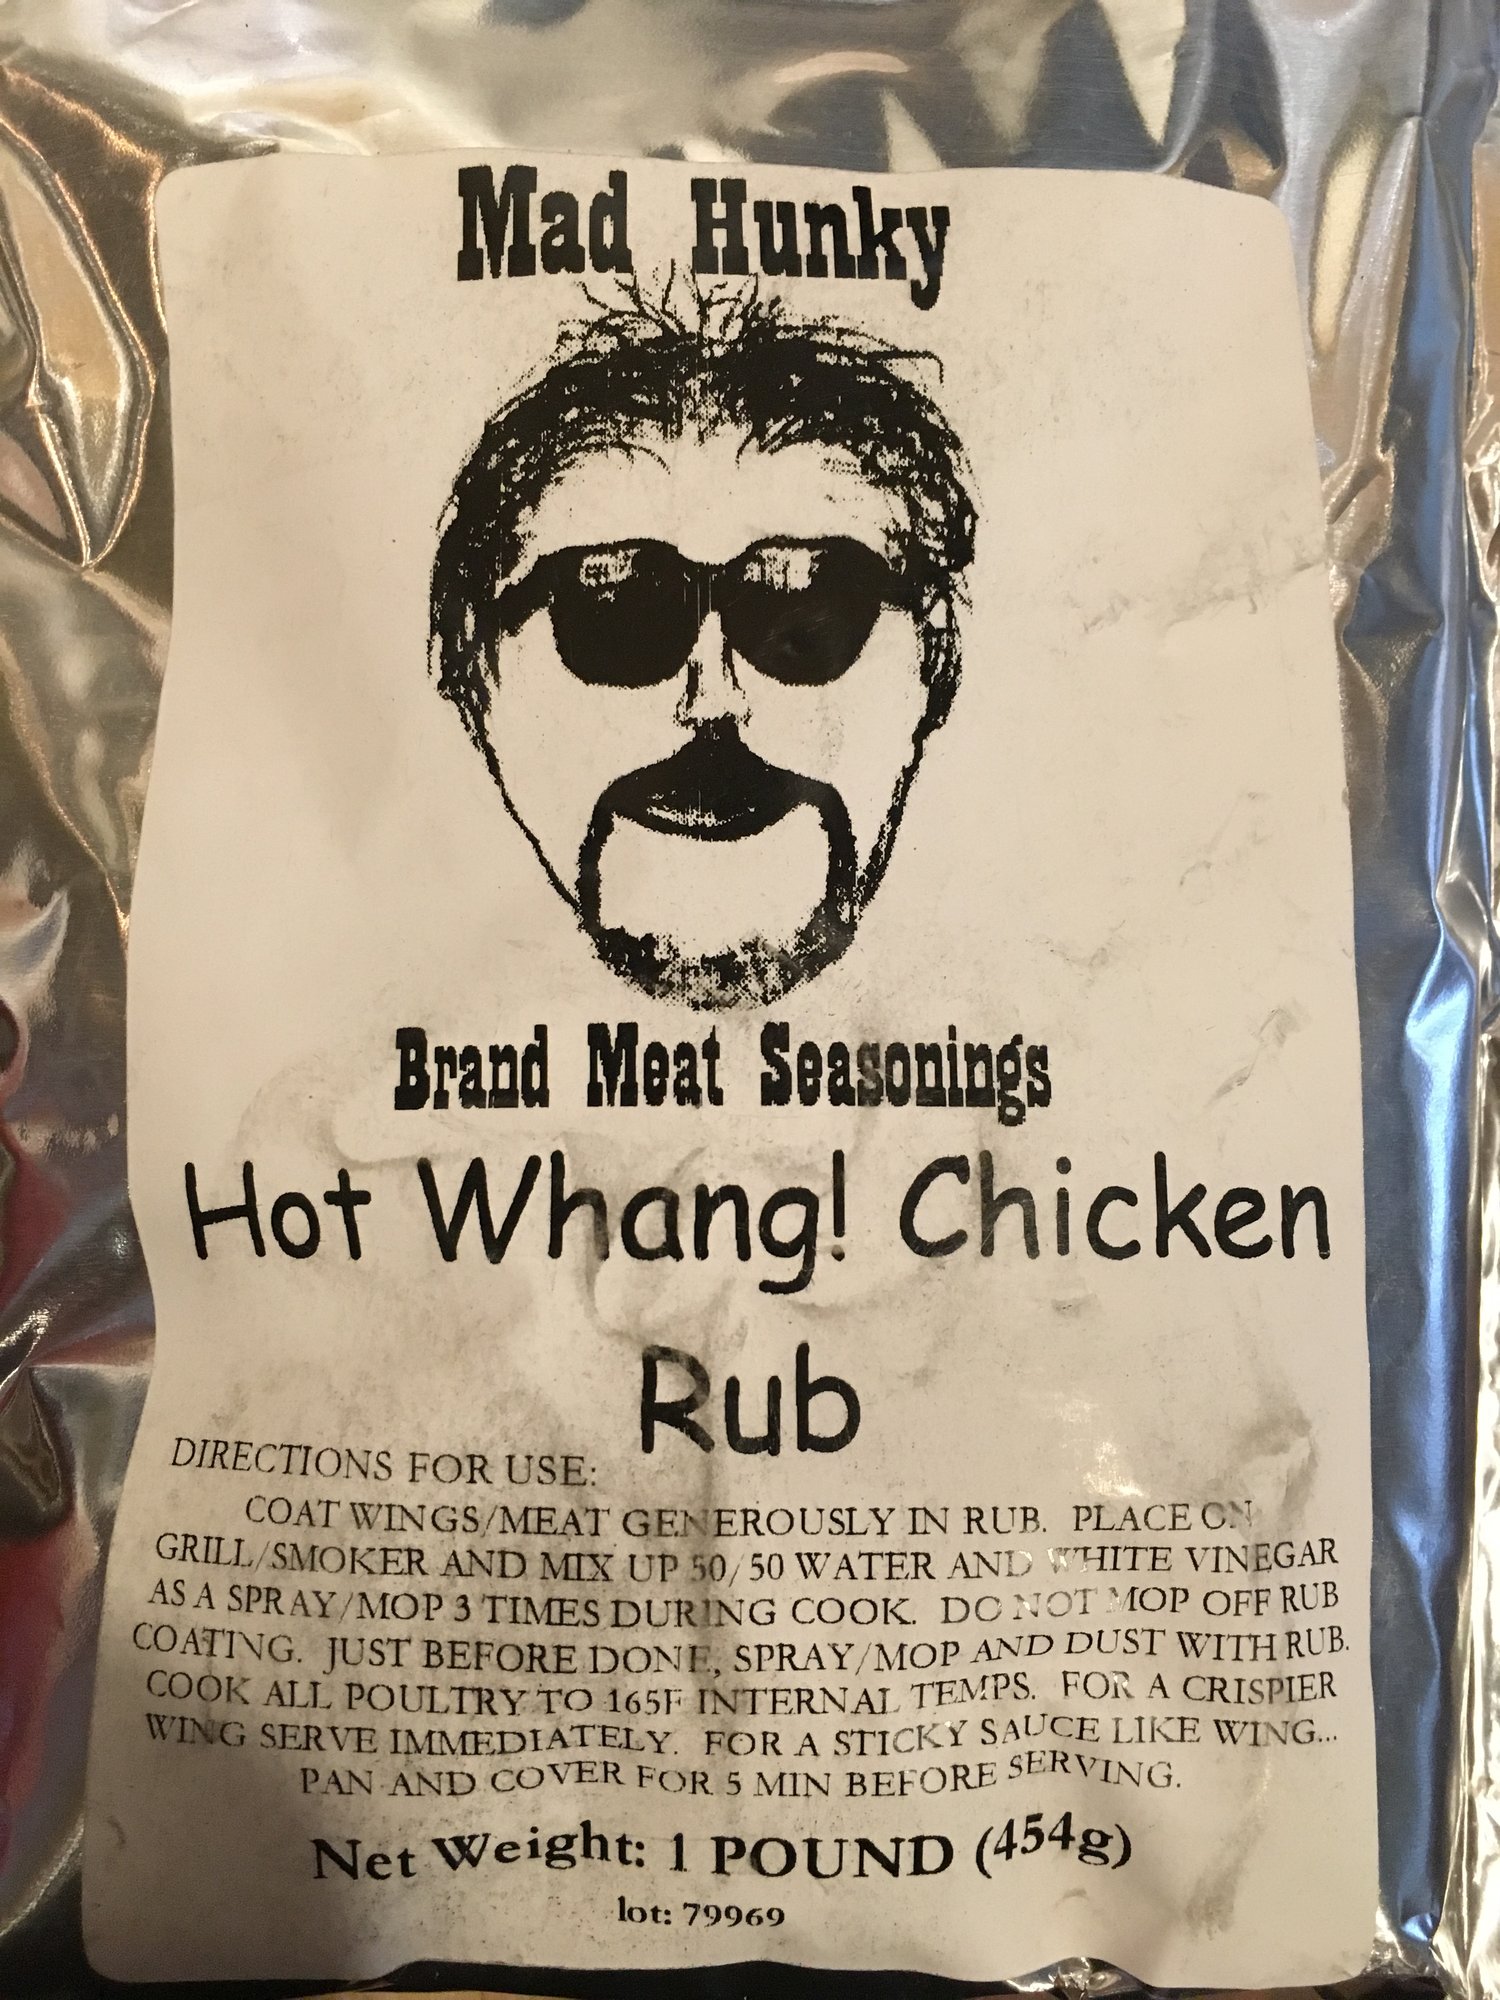 Mad Hunky
Brand Meat Seasonings
Hot Whang! Chicken
Rub
DIRECTIONS FOR USE:
COAT WINGS/MEAT GENEROUSLY IN RUB. PLACE ON
GRILL/SMOKER AND MIX UP 50/50 WATER AND WHITE VINEGAR
AS A SPRAY/MOP 3 TIMES DURING COOK. DO NOT MOP OFF RUB
COATING. JUST BEFORE DONE, SPRAY/MOP AND DUST WITH RUB.
COOK ALL POULTRY TO 165F INTERNAL TEMPS. FOR A CRISPIER
WING SERVE IMMEDIATELY. FOR A STICKY SAUCE LIKE WING...
PAN AND COVER FOR 5 MIN BEFORE SERVING.
Net Weight: 1 POUND (454g)
lot: 79969